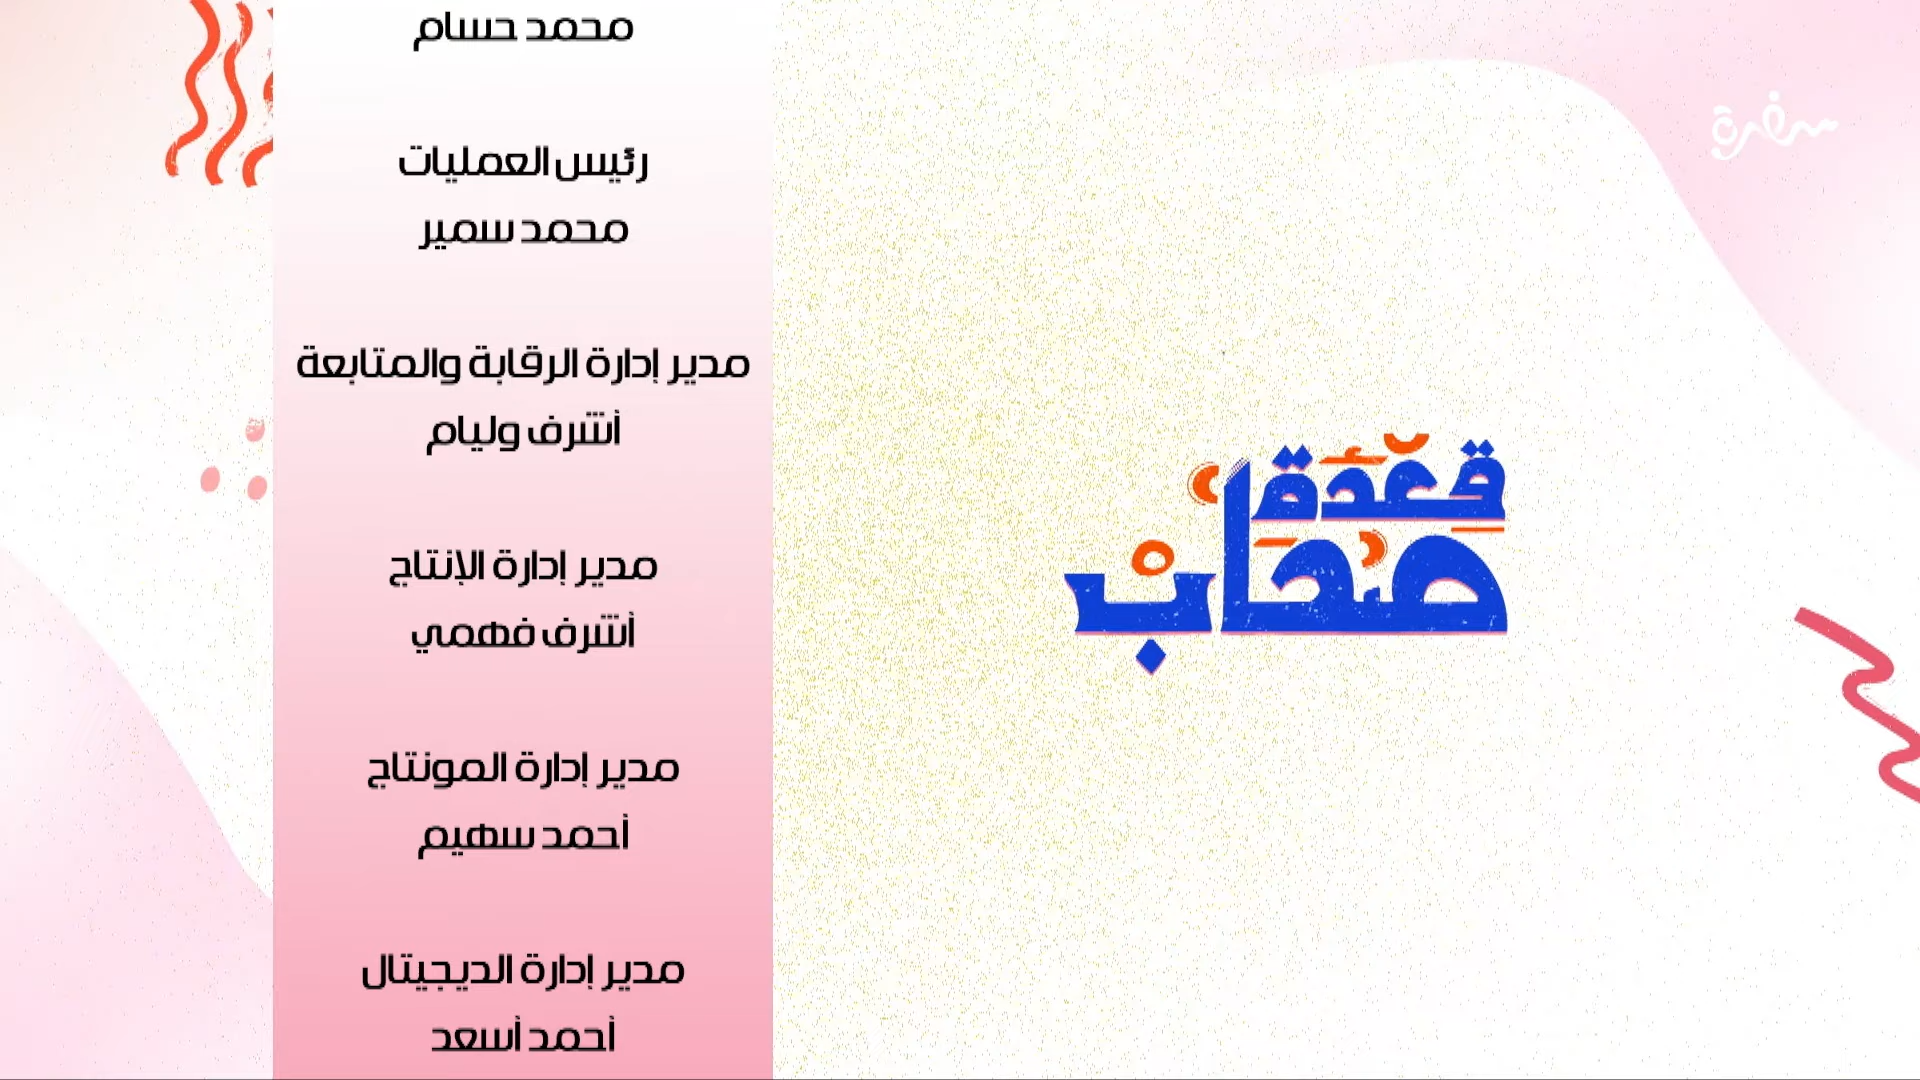 محمد حسام
رئيس العمليات
محمد سمير
مدير إدارة الرقابة والمتابعة
أشرف وليام
مدير إدارة الإنتاج
أشرف فهمي
مدير إدارة المونتاج
أحمد سهيم
مدير إدارة الديجيتال
أحمد أسعد
قعدة
صحاب
سفرة